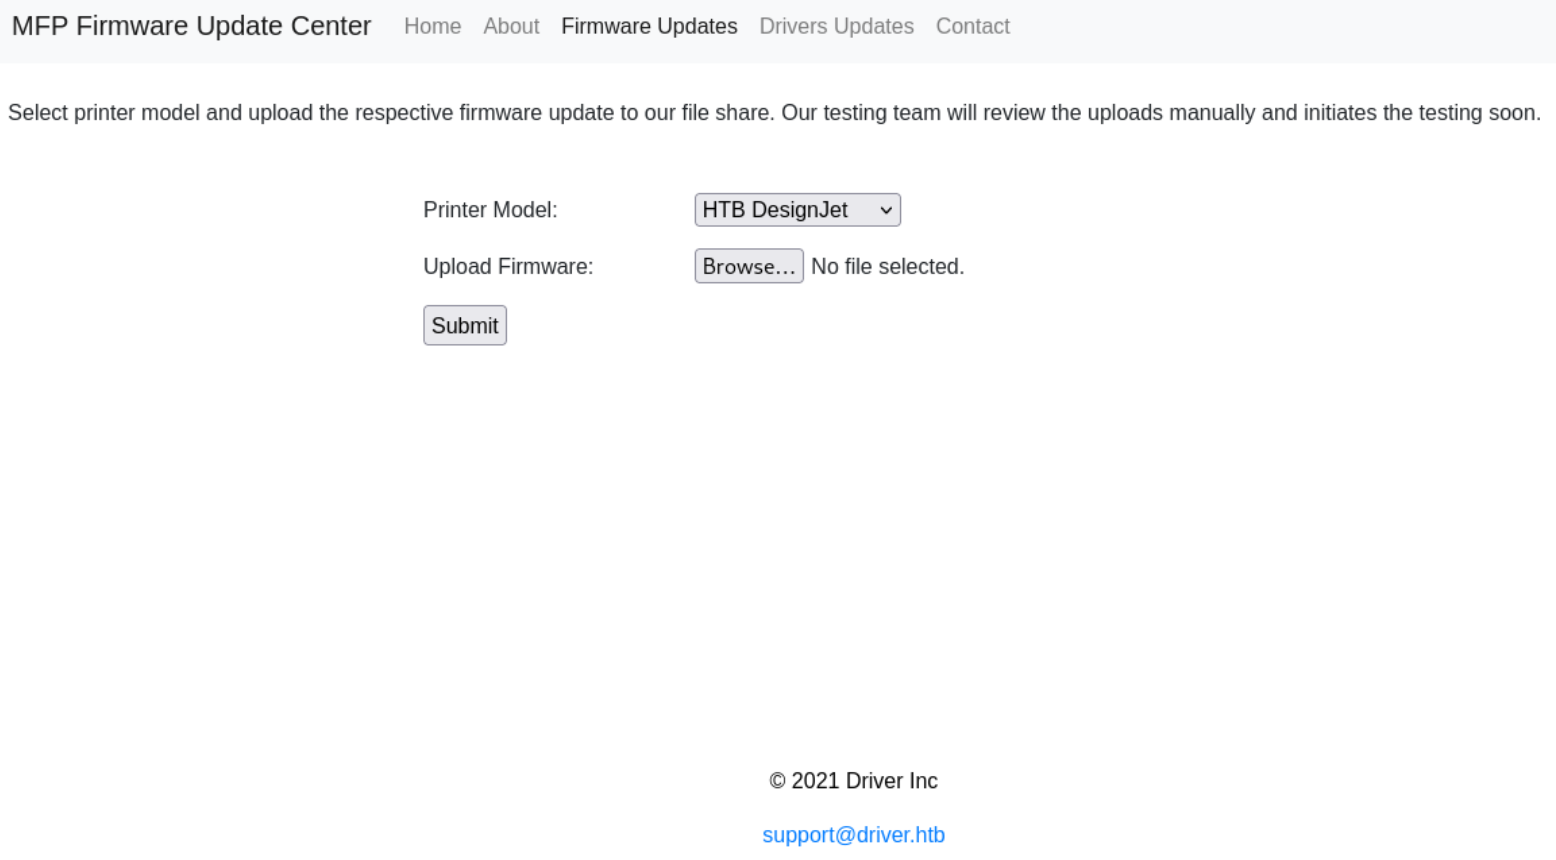 MFP Firmware Update Center Home About Firmware Updates Drivers Updates Contact
Select printer model and upload the respective firmware update to our file share. Our testing team will review the uploads manually and initiates the testing soon.
Printer Model: HTB DesignJet
Upload Firmware: Browse... No file selected.
Submit
© 2021 Driver Inc
support@driver.htb